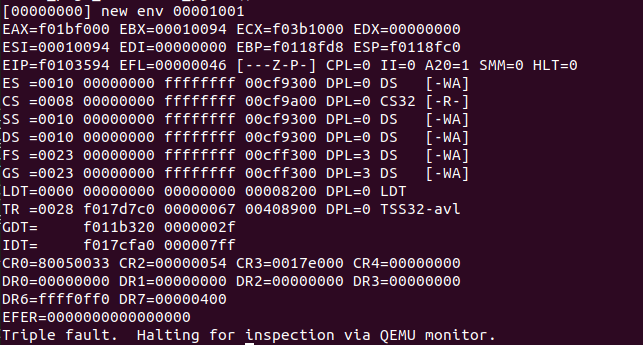 [00000000] new env 00001001
EAX=f01bf000 EBX=00010094 ECX=f03b1000 EDX=00000000
ESI=00010094 EDI=00000000 EBP=f0118fd8 ESP=f0118fc0
EIP=f0103594 EFL=00000046 [---Z-P-] CPL=0 II=0 A20=1 SMM=0 HLT=0
ES =0010 00000000 ffffffff 00cf9300 DPL=0 DS   [-WA]
CS =0008 00000000 ffffffff 00cf9a00 DPL=0 CS32 [-R-]
SS =0010 00000000 ffffffff 00cf9300 DPL=0 DS   [-WA]
DS =0010 00000000 ffffffff 00cf9300 DPL=0 DS   [-WA]
FS =0023 00000000 ffffffff 00cff300 DPL=3 DS   [-WA]
GS =0023 00000000 ffffffff 00cff300 DPL=3 DS   [-WA]
LDT=0000 00000000 00000000 00008200 DPL=0 LDT
TR =0028 f017d7c0 00000067 00408900 DPL=0 TSS32-avl
GDT=     f011b320 0000002f
IDT=     f017cfa0 000007ff
CR0=80050033 CR2=00000054 CR3=0017e000 CR4=00000000
DR0=00000000 DR1=00000000 DR2=00000000 DR3=00000000
DR6=ffff0ff0 DR7=00000400
EFER=0000000000000000
Triple fault.  Halting for inspection via QEMU monitor.